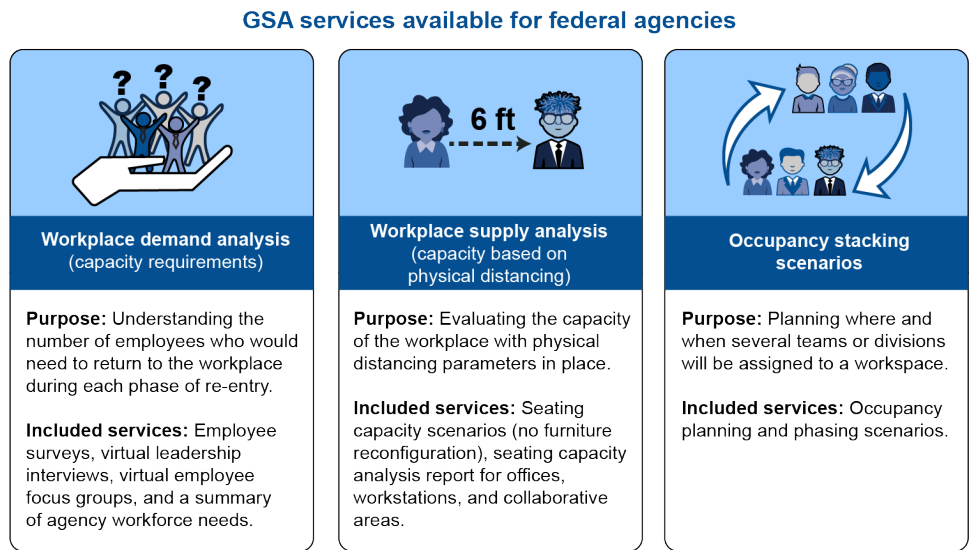 GSA services available for federal agencies
? ? ?
Workplace demand analysis
(capacity requirements)
Purpose: Understanding the
number of employees who would
need to return to the workplace
during each phase of re-entry.
Included services: Employee
surveys, virtual leadership
interviews, virtual employee
focus groups, and a summary
of agency workforce needs.
6 ft
Workplace supply analysis
(capacity based on
physical distancing)
Purpose: Evaluating the capacity
of the workplace with physical
distancing parameters in place.
Included services: Seating
capacity scenarios (no furniture
reconfiguration), seating capacity
analysis report for offices,
workstations, and collaborative
areas.
Occupancy stacking
scenarios
Purpose: Planning where and
when several teams or divisions
will be assigned to a workspace.
Included services: Occupancy
planning and phasing scenarios.